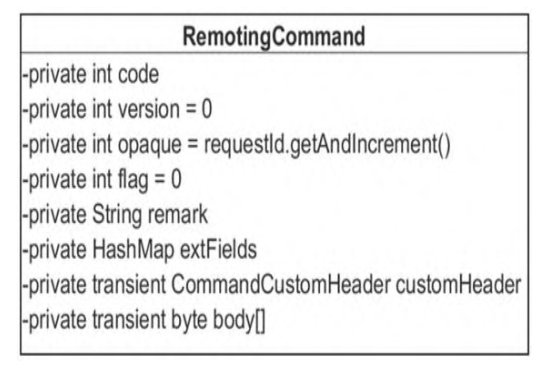 RemotingCommand
-private int code
-private int version = 0
-private int opaque = requestId.getAndIncrement()
-private int flag = 0
-private String remark
-private HashMap extFields
-private transient CommandCustomHeader customHeader
-private transient byte body[]